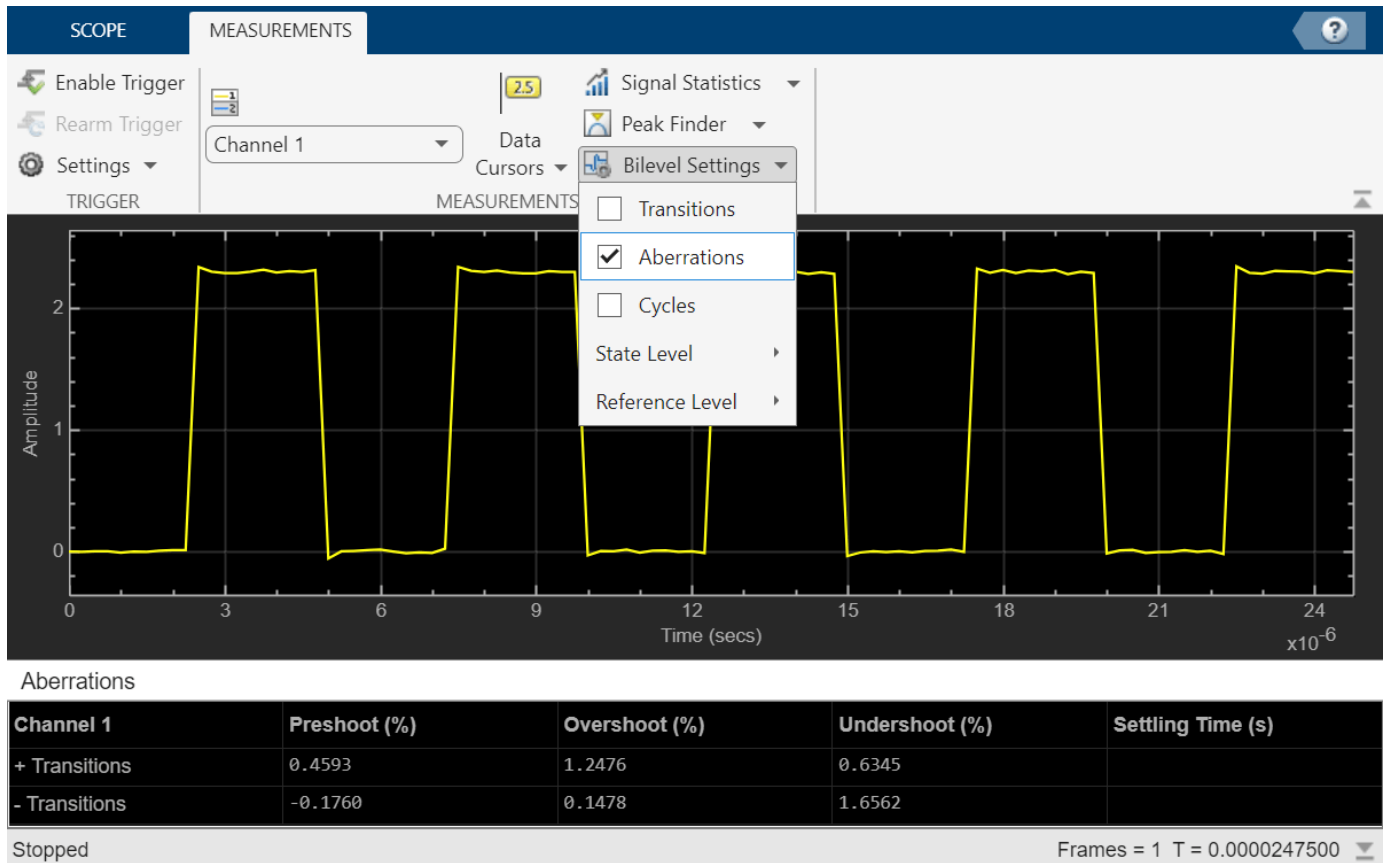 SCOPE MEASUREMENTS ?
Enable Trigger
Rearm Trigger
Settings
TRIGGER
1
2
Channel 1
2.5
Data
Cursors
Signal Statistics
Peak Finder
Bilevel Settings
MEASUREMENTS
Transitions
Aberrations
Cycles
State Level
Reference Level
Amplitude
2
1
0
0 3 6 9 12 15 18 21 24
Time (secs)
x10-6
Aberrations
Channel 1 Preshoot (%) Overshoot (%) Undershoot (%) Settling Time (s)
+ Transitions 0.4593 1.2476 0.6345
- Transitions -0.1760 0.1478 1.6562
Stopped Frames = 1 T = 0.0000247500